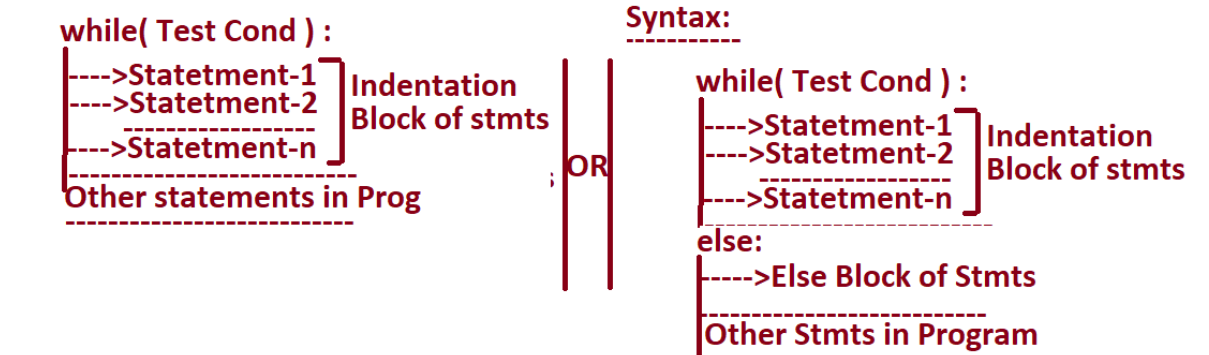 while( Test Cond ) :
---->Statetment-1
---->Statetment-2
------------------
---->Statetment-n
Indentation
Block of stmts
--------------------------
Other statements in Prog
--------------------------
OR
Syntax:
-----------
while( Test Cond ) :
---->Statetment-1
---->Statetment-2
------------------
---->Statetment-n
Indentation
Block of stmts
--------------------------
else:
----->Else Block of Stmts
--------------------------
Other Stmts in Program